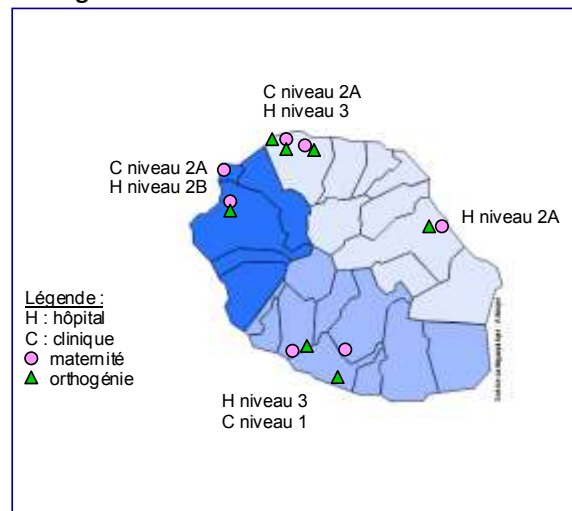 C niveau 2A
H niveau 3
C niveau 2A
H niveau 2B
H niveau 2A
Légende :
H : hôpital
C : clinique
maternité
orthogénie
H niveau 3
C niveau 1